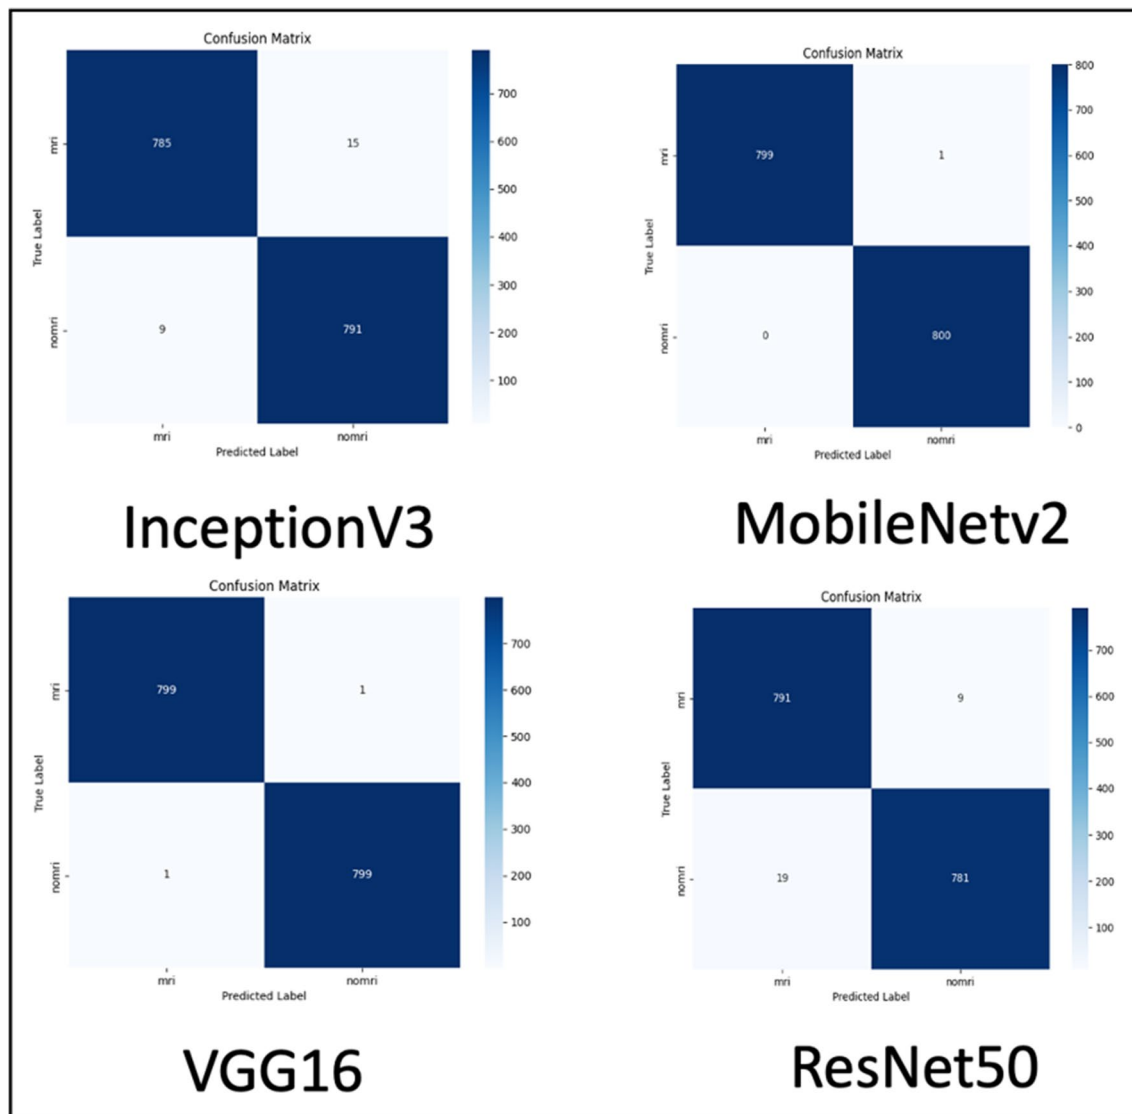 Confusion Matrix
785 15
9 791
mri
nomri
True Label
mri nomri
Predicted Label
700
600
500
400
300
200
100
InceptionV3
Confusion Matrix
799 1
0 800
mri
nomri
True Label
mri nomri
Predicted Label
800
700
600
500
400
300
200
100
0
MobileNetv2
Confusion Matrix
799 1
1 799
mri
nomri
True Label
mri nomri
Predicted Label
700
600
500
400
300
200
100
VGG16
Confusion Matrix
791 9
19 781
mri
nomri
True Label
mri nomri
Predicted Label
700
600
500
400
300
200
100
ResNet50